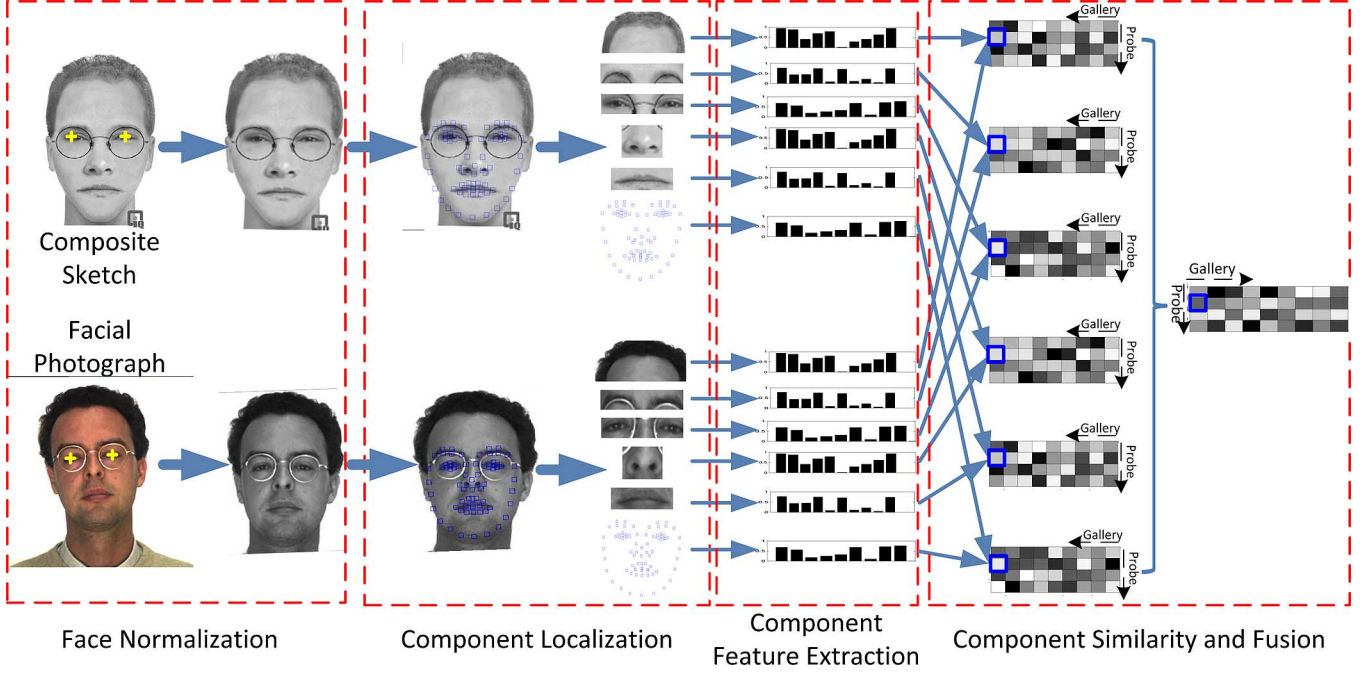 Composite
Sketch
Facial
Photograph
Gallery
Probe
Gallery
Probe
Gallery
Probe
Gallery
Probe
Gallery
Probe
Gallery
Probe
Gallery
Probe
Face Normalization
Component Localization
Component
Feature Extraction
Component Similarity and Fusion